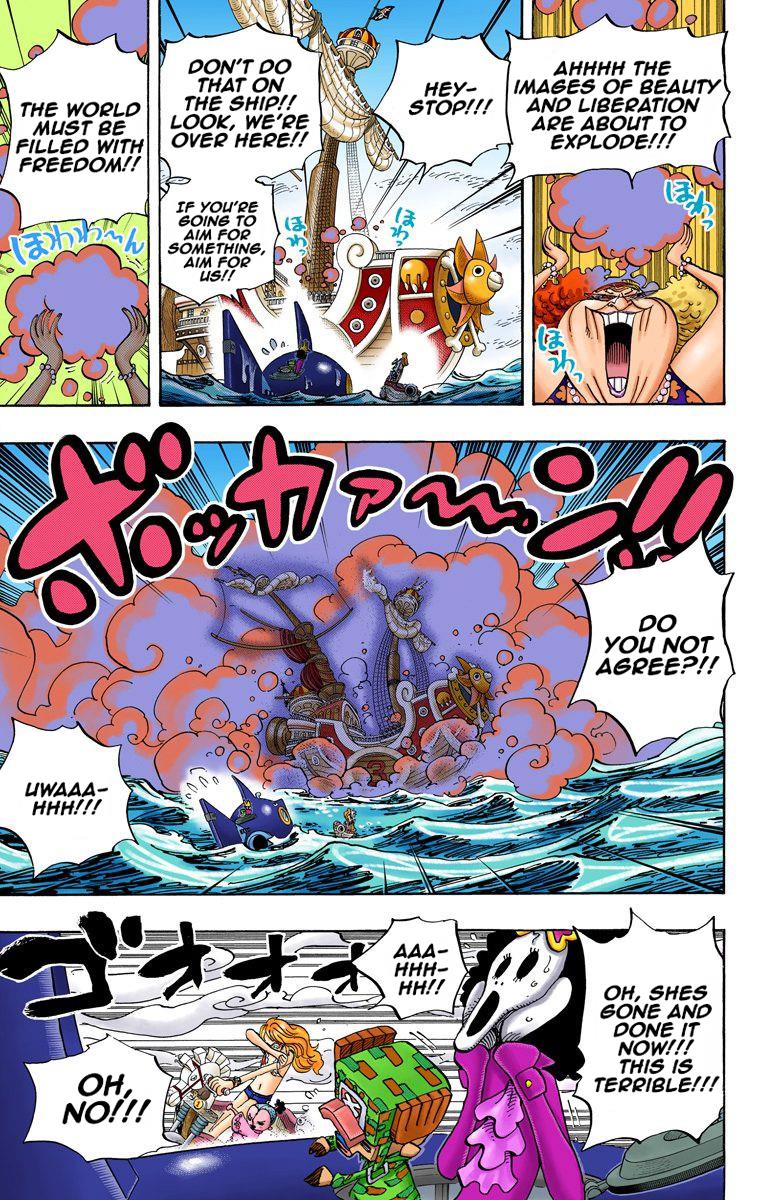 AHHHH THE
IMAGES OF BEAUTY
AND LIBERATION
ARE ABOUT TO
EXPLODE!!!
ほわっ
ほわっ
HEY-
STOP!!!
DON'T DO
THAT ON
THE SHIP!!
LOOK, WE'RE
OVER HERE!!
IF YOU'RE
GOING TO
AIM FOR
SOMETHING,
AIM FOR
US!!
ほわっ
ほわっ
THE WORLD
MUST BE
FILLED WITH
FREEDOM!!
ほわわ~ん
ボッカァ~~ン!!
DO
YOU NOT
AGREE?!!
UWAAA-
HHH!!!
OH, SHES
GONE AND
DONE IT
NOW!!!
THIS IS
TERRIBLE!!!
AAA-
HHH-
HH!!
ゴオオオオ
OH,
NO!!!